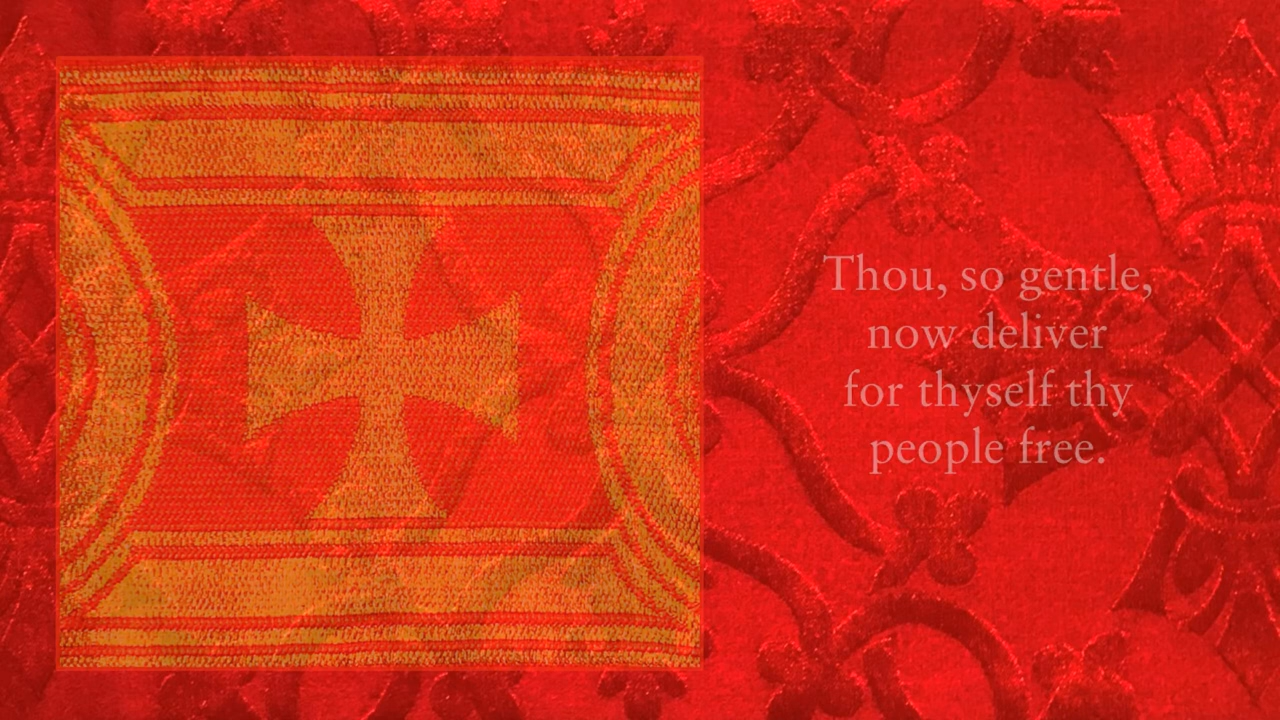 Thou, so gentle,
now deliver
for thyself thy
people free.